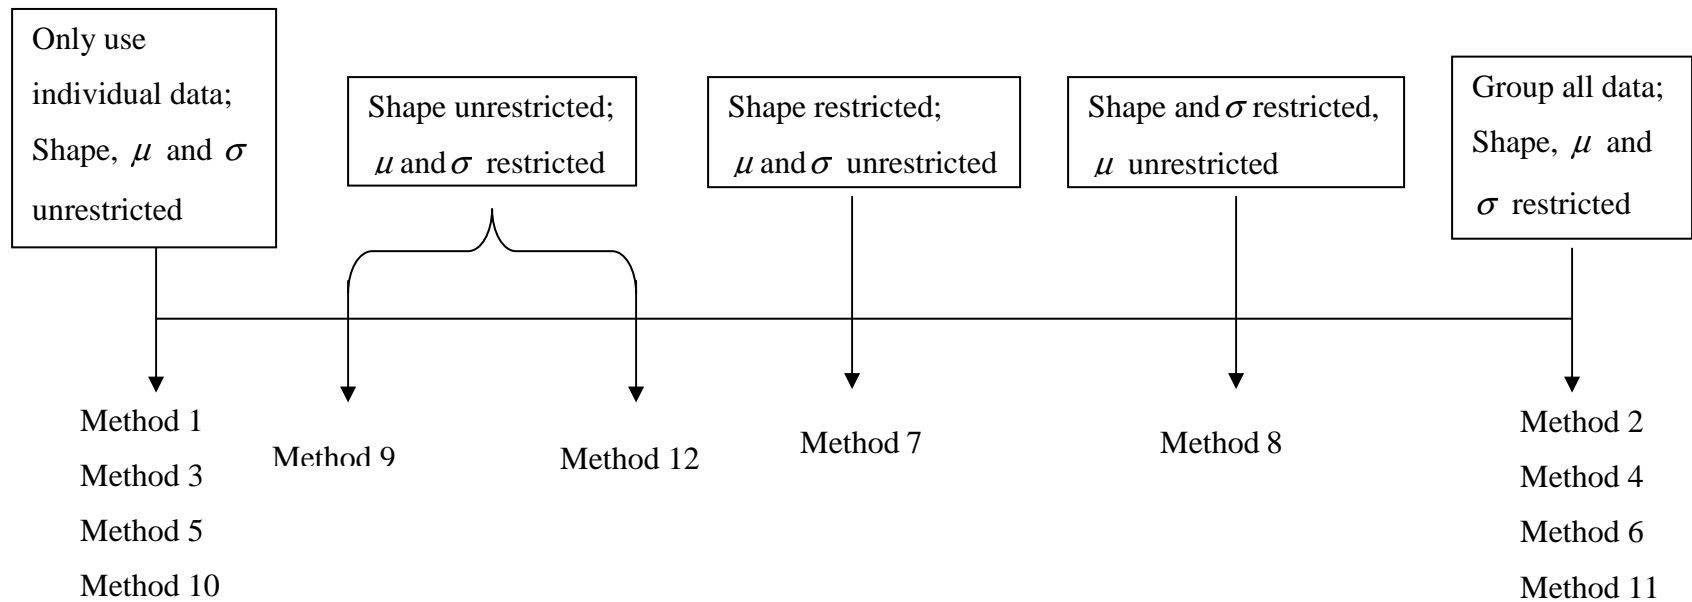 Only use
individual data;
Shape, μ and σ
unrestricted
Shape unrestricted;
μ and σ restricted
Shape restricted;
μ and σ unrestricted
Shape and σ restricted,
μ unrestricted
Group all data;
Shape, μ and
σ restricted
Method 1
Method 3
Method 5
Method 10
Method 9
Method 12
Method 7
Method 8
Method 2
Method 4
Method 6
Method 11